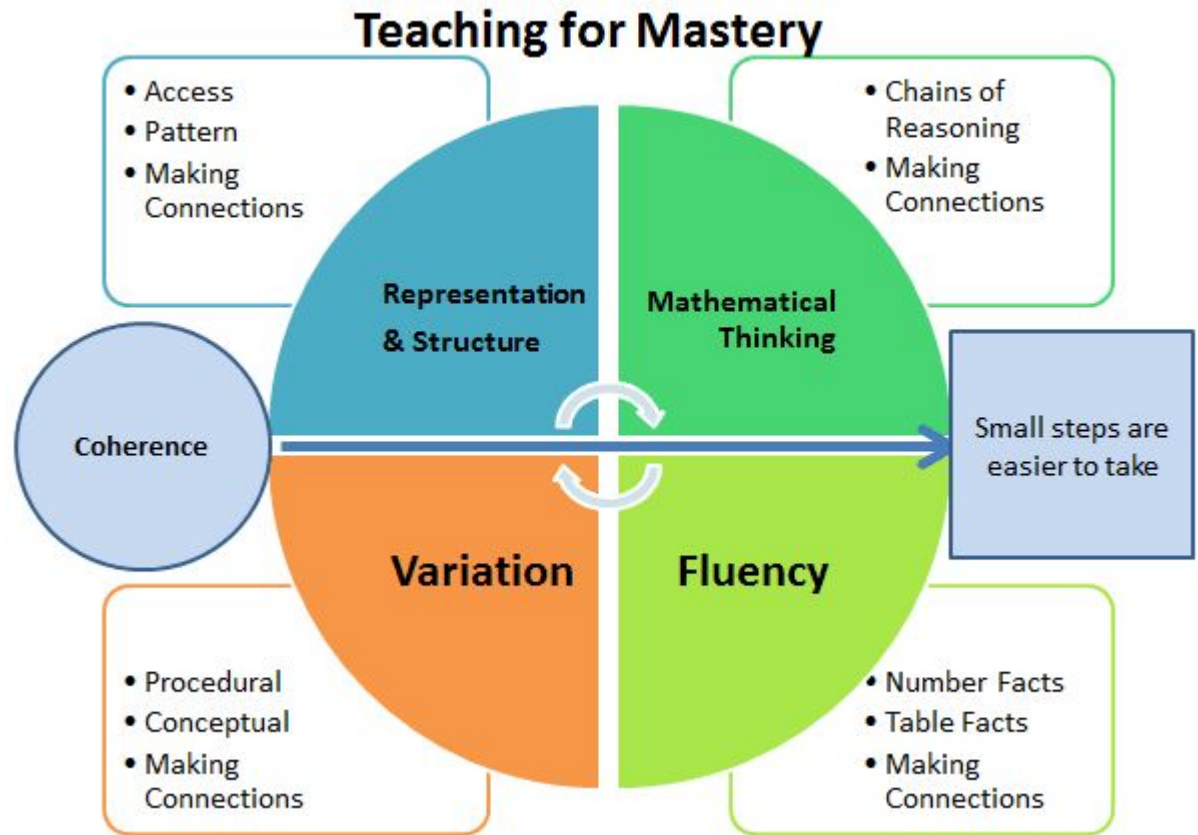 Teaching for Mastery
• Access
• Pattern
• Making
Connections
• Chains of
Reasoning
• Making
Connections
Representation
& Structure
Mathematical
Thinking
Coherence
Small steps are
easier to take
Variation
Fluency
• Procedural
• Conceptual
• Making
Connections
• Number Facts
• Table Facts
• Making
Connections